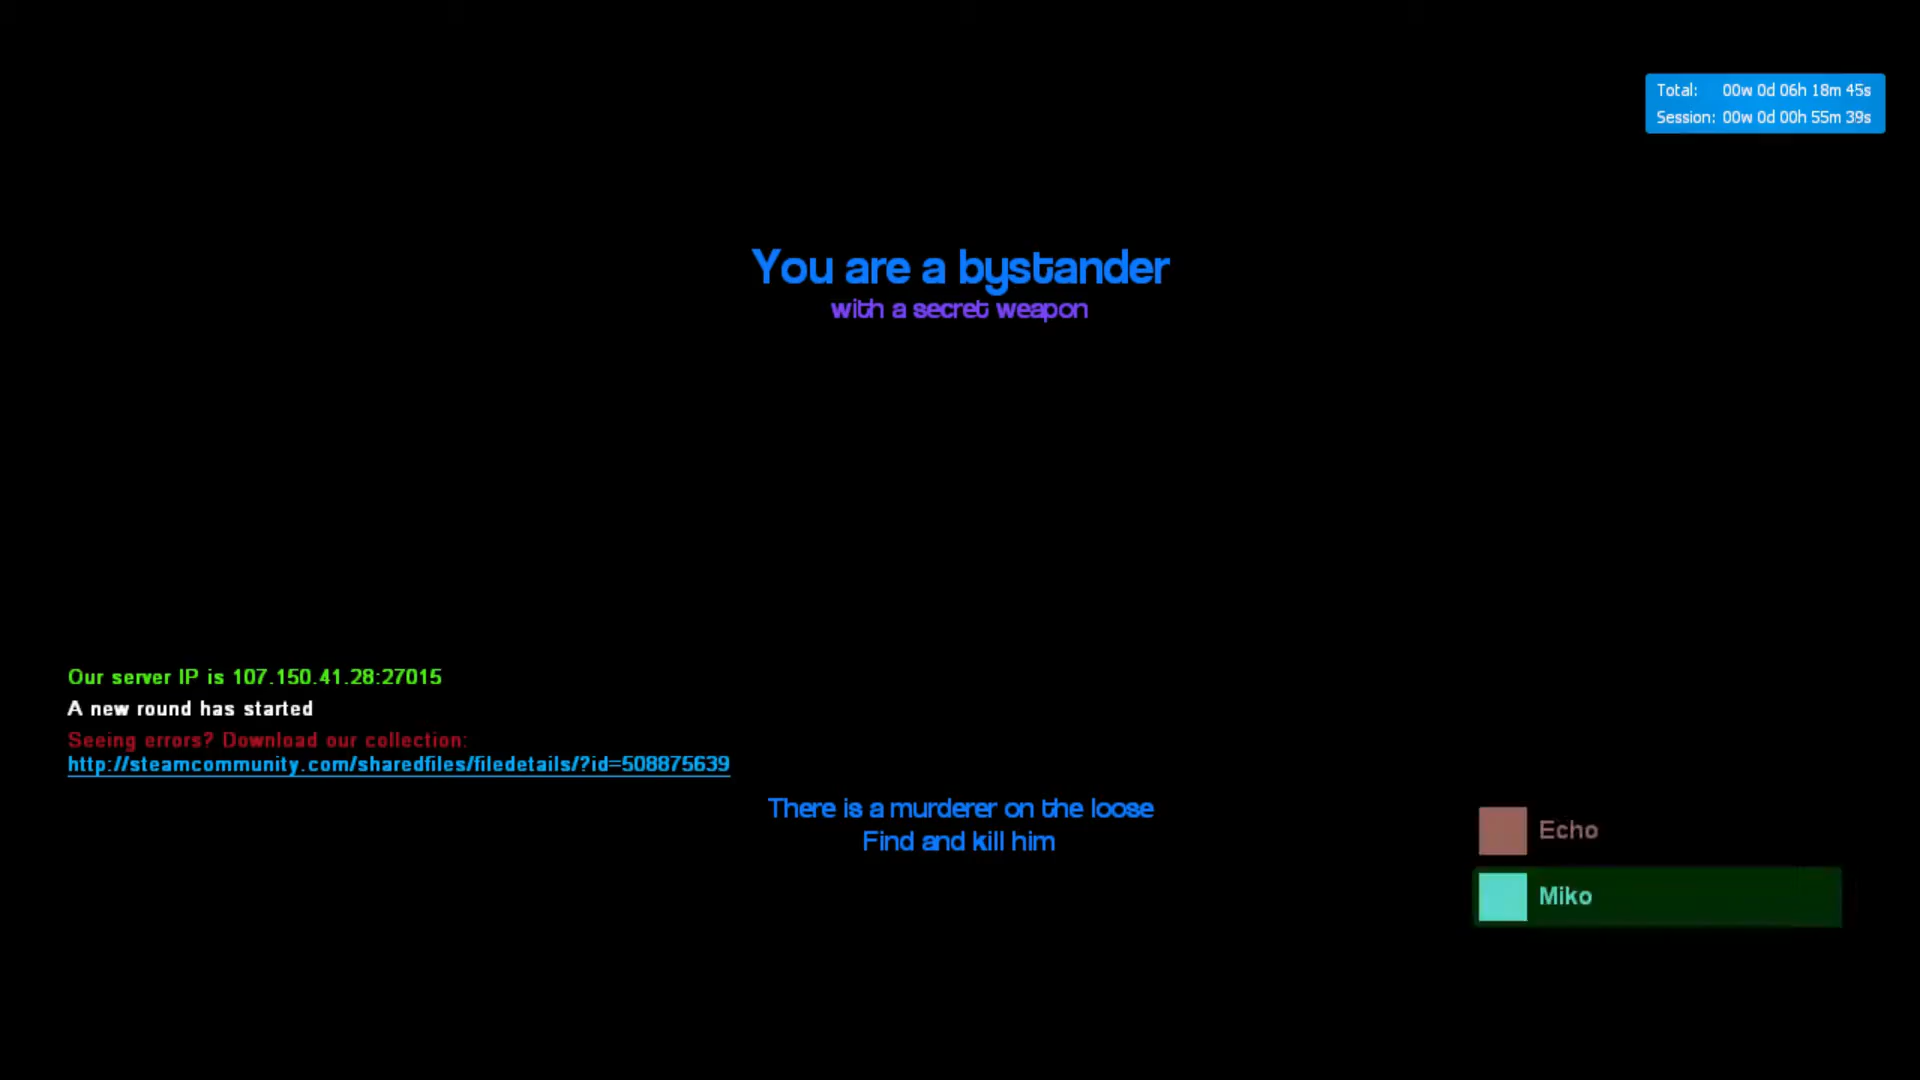 Total: 00w 0d 06h 18m 45s
Session: 00w 0d 00h 55m 39s
You are a bystander
with a secret weapon
Our server IP is 107.150.41.28:27015
A new round has started
Seeing errors? Download our collection:
http://steamcommunity.com/sharedfiles/filedetails/?id=508875639
There is a murderer on the loose
Find and kill him
Echo
Miko